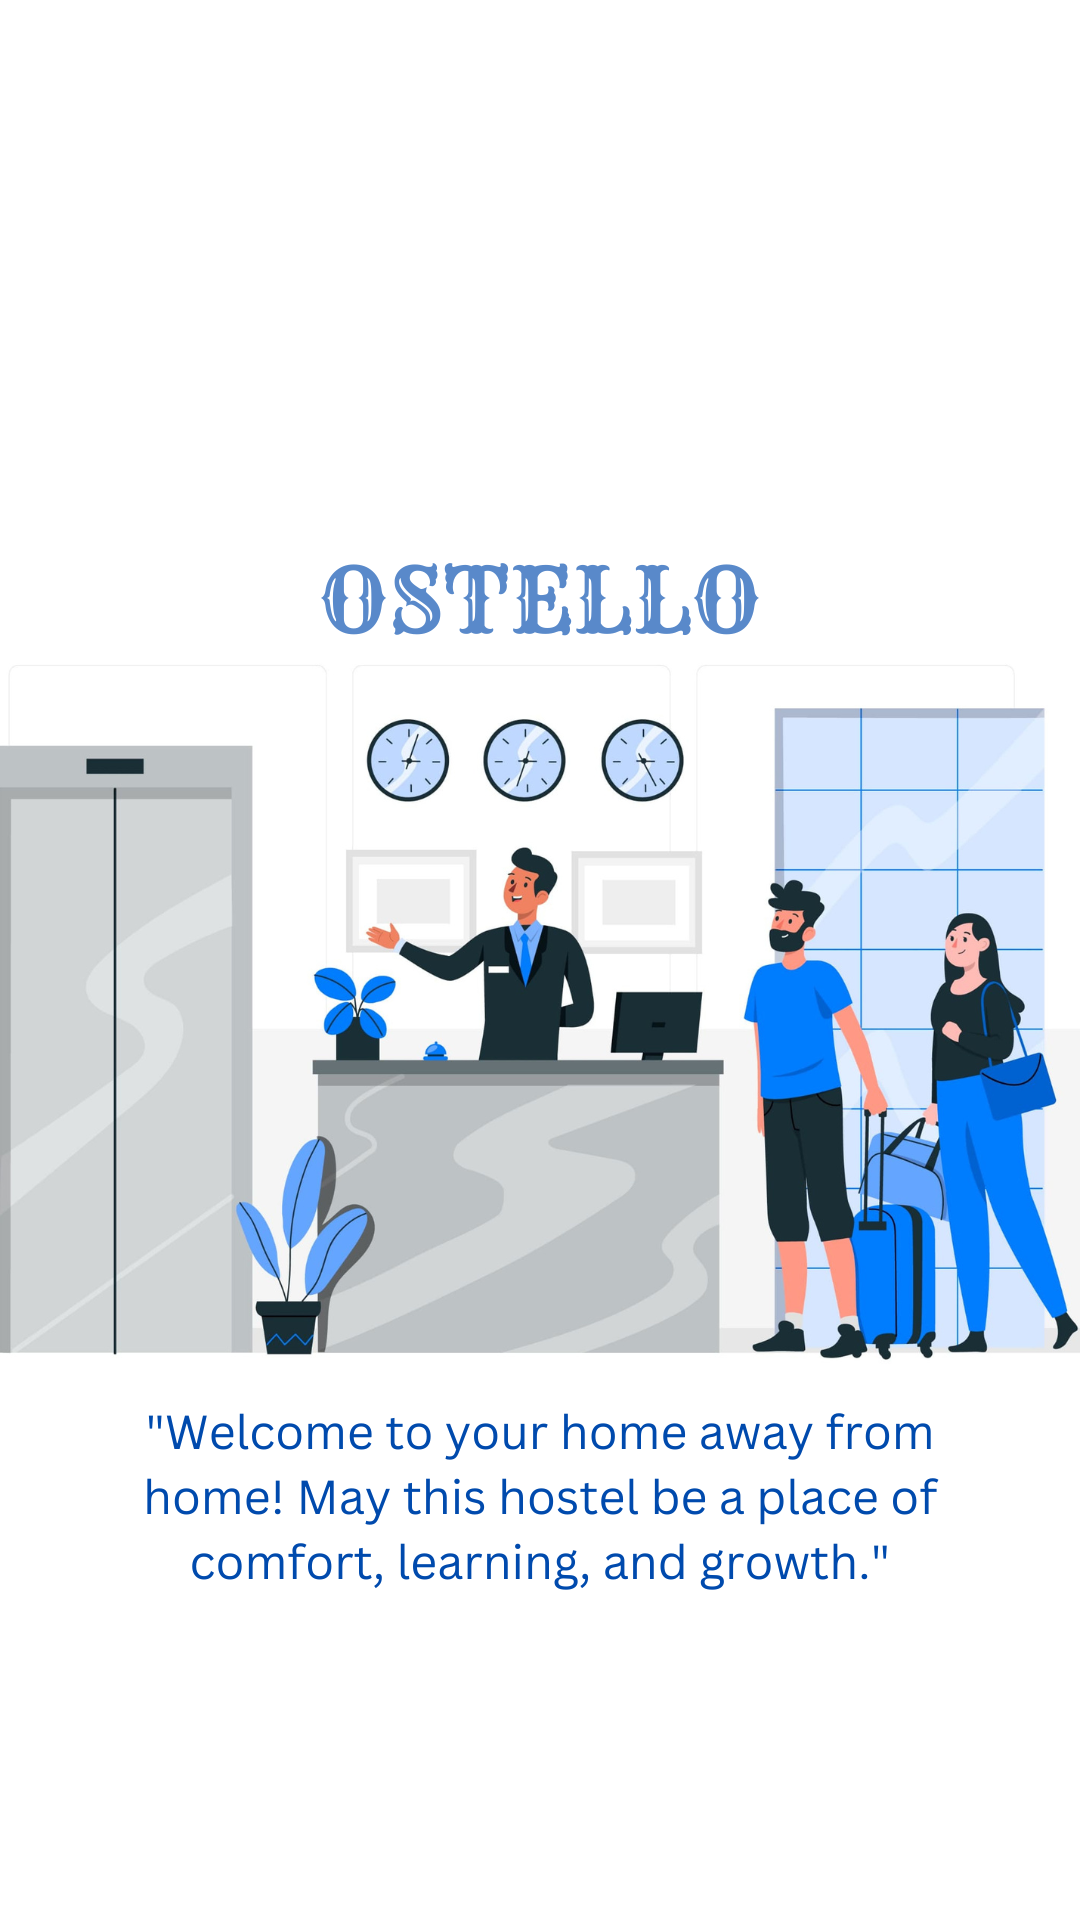 OSTELLO
"Welcome to your home away from
home! May this hostel be a place of
comfort, learning, and growth."